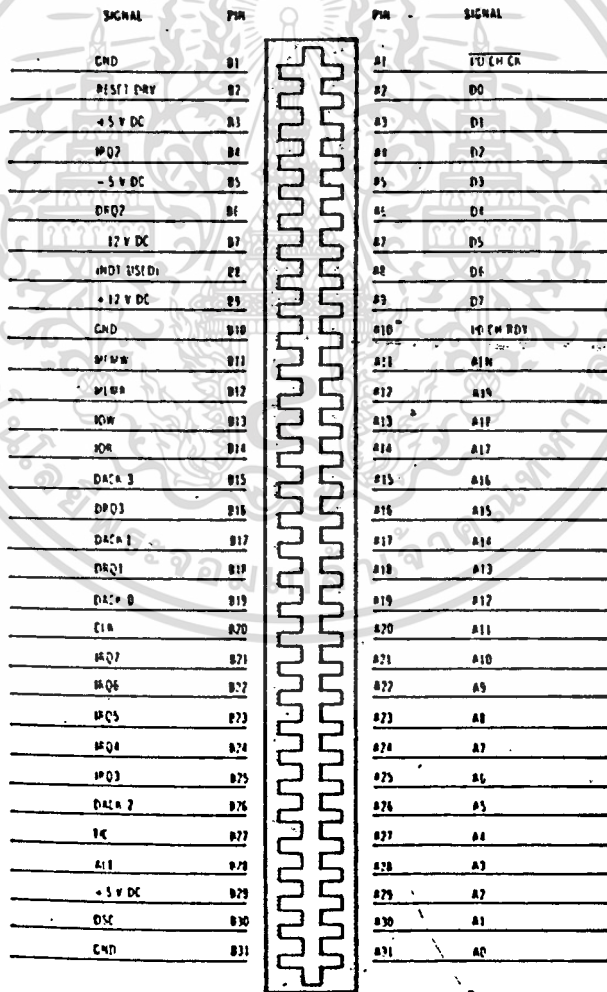 SIGNAL PIN PIN SIGNAL
GND B1 A1 I/O CH CK
RESET DRV B2 A2 D0
+5 V DC B3 A3 D1
IRQ2 B4 A4 D2
-5 V DC B5 A5 D3
DRQ2 B6 A6 D4
12 V DC B7 A7 D5
(NOT USED) B8 A8 D6
+12 V DC B9 A9 D7
GND B10 A10 I/O CH RDY
MEMW B11 A11
MEMR B12 A12 A19
IOW B13 A13 A18
IOR B14 A14 A17
DACK 3 B15 A15 A16
DRQ3 B16 A16 A15
DACK 1 B17 A17 A14
DRQ1 B18 A18 A13
DACK 0 B19 A19 A12
CLK B20 A20 A11
IRQ7 B21 A21 A10
IRQ6 B22 A22 A9
IRQ5 B23 A23 A8
IRQ4 B24 A24 A7
IRQ3 B25 A25 A6
DACK 2 B26 A26 A5
T/C B27 A27 A4
ALE B28 A28 A3
+5 V DC B29 A29 A2
OSC B30 A30 A1
GND B31 A31 A0